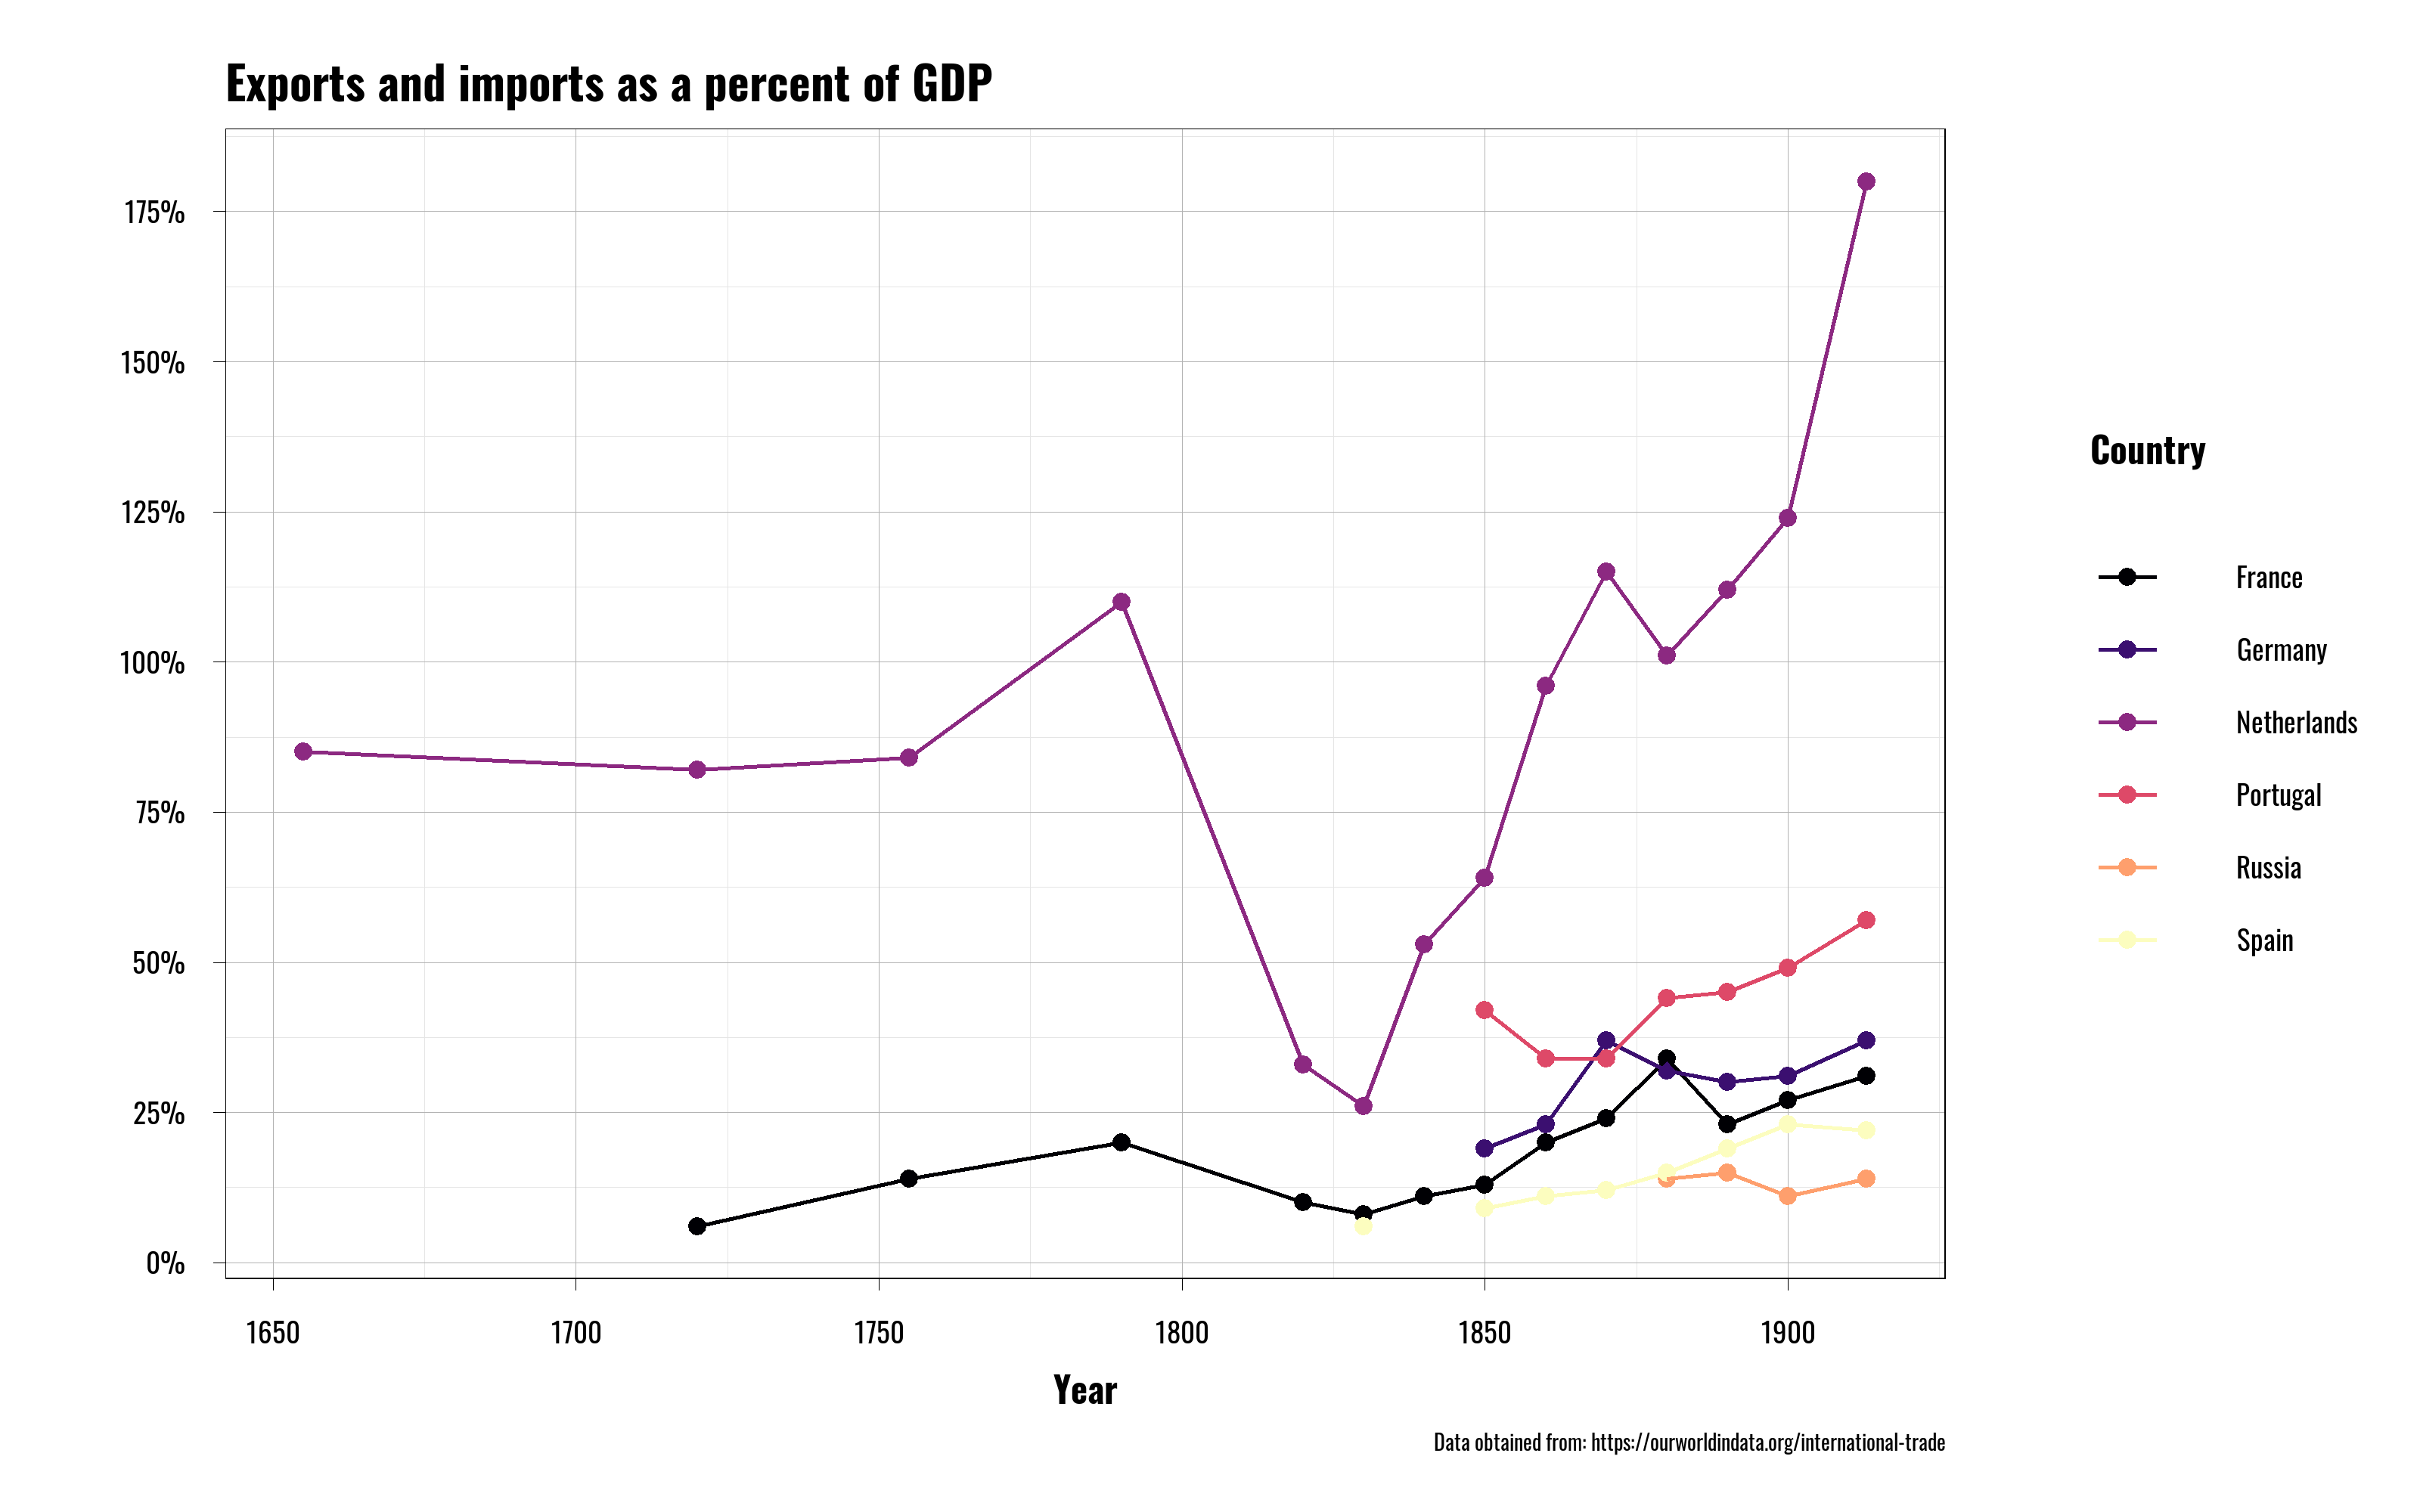 Exports and imports as a percent of GDP
175%
150%
125%
100%
75%
50%
25%
0%
1650 1700 1750 1800 1850 1900
Year
Country
France
Germany
Netherlands
Portugal
Russia
Spain
Data obtained from: https://ourworldindata.org/international-trade